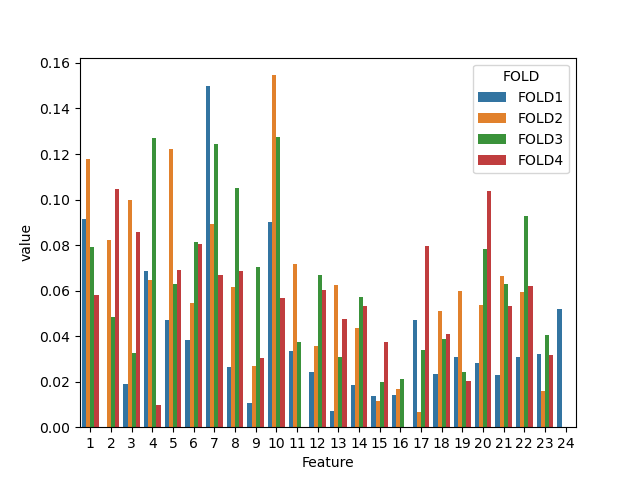 FOLD
FOLD1
FOLD2
FOLD3
FOLD4
0.16
0.14
0.12
0.10
0.08
0.06
0.04
0.02
0.00
value
1 2 3 4 5 6 7 8 9 10 11 12 13 14 15 16 17 18 19 20 21 22 23 24
Feature